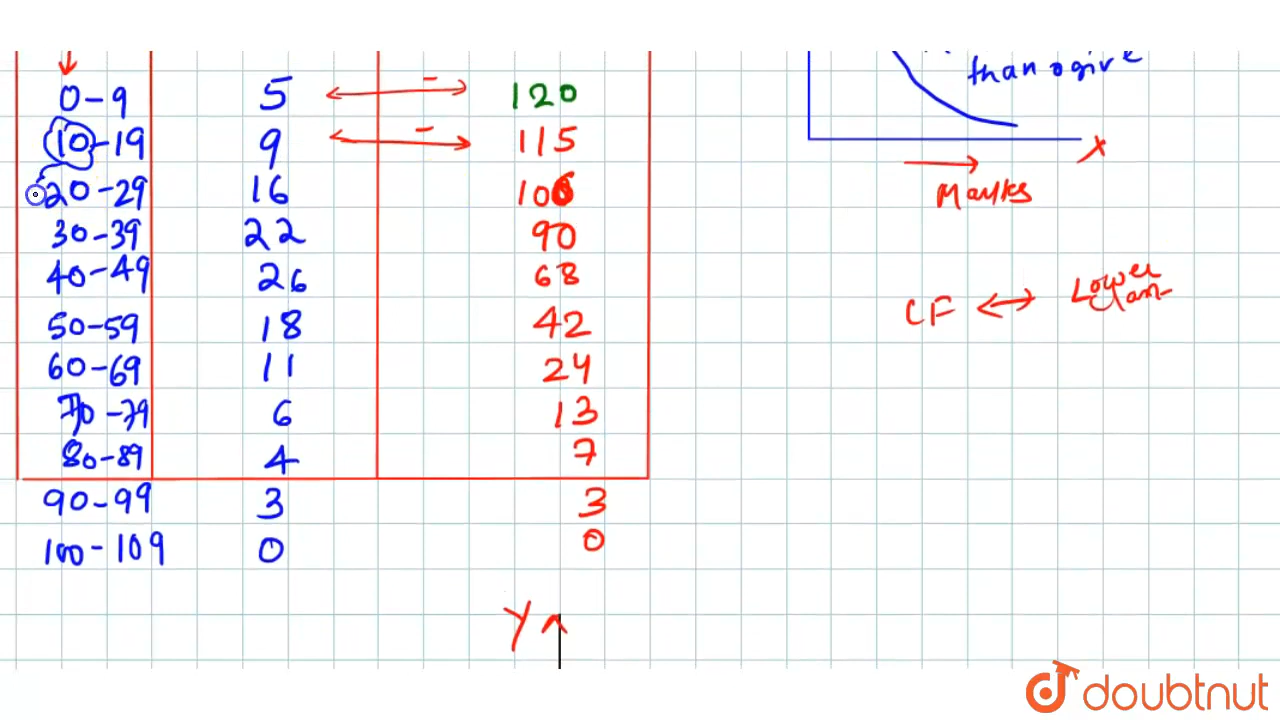 than ogive
0-9 5 - 120
10-19 9 - 115
20-29 16 106
30-39 22 90
40-49 26 68
50-59 18 42
60-69 11 24
70-79 6 13
80-89 4 7
90-99 3 3
100-109 0 0
X
Marks
CF Lower
Y
doubtnut